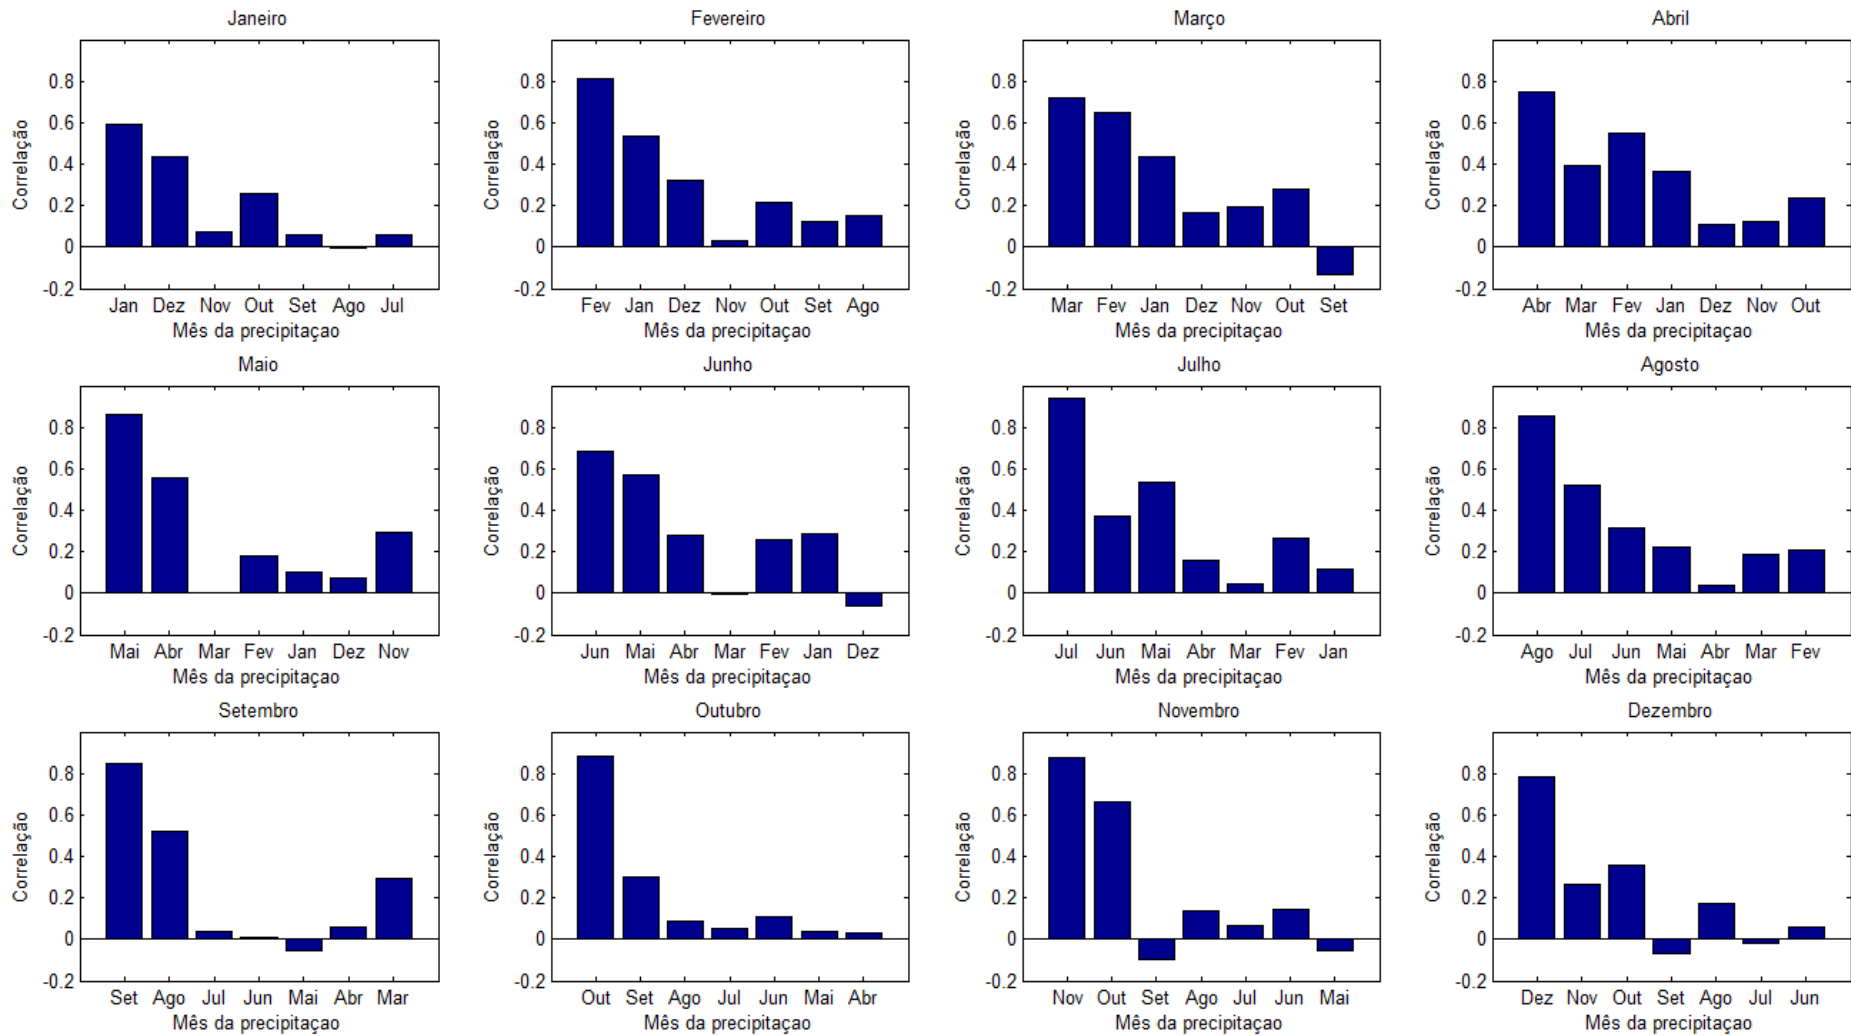 Janeiro
Correlação
0.8
0.6
0.4
0.2
0
-0.2
Jan Dez Nov Out Set Ago Jul
Mês da precipitaçao
Fevereiro
Correlação
0.8
0.6
0.4
0.2
0
-0.2
Fev Jan Dez Nov Out Set Ago
Mês da precipitaçao
Março
Correlação
0.8
0.6
0.4
0.2
0
-0.2
Mar Fev Jan Dez Nov Out Set
Mês da precipitaçao
Abril
Correlação
0.8
0.6
0.4
0.2
0
-0.2
Abr Mar Fev Jan Dez Nov Out
Mês da precipitaçao
Maio
Correlação
0.8
0.6
0.4
0.2
0
-0.2
Mai Abr Mar Fev Jan Dez Nov
Mês da precipitaçao
Junho
Correlação
0.8
0.6
0.4
0.2
0
-0.2
Jun Mai Abr Mar Fev Jan Dez
Mês da precipitaçao
Julho
Correlação
0.8
0.6
0.4
0.2
0
-0.2
Jul Jun Mai Abr Mar Fev Jan
Mês da precipitaçao
Agosto
Correlação
0.8
0.6
0.4
0.2
0
-0.2
Ago Jul Jun Mai Abr Mar Fev
Mês da precipitaçao
Setembro
Correlação
0.8
0.6
0.4
0.2
0
-0.2
Set Ago Jul Jun Mai Abr Mar
Mês da precipitaçao
Outubro
Correlação
0.8
0.6
0.4
0.2
0
-0.2
Out Set Ago Jul Jun Mai Abr
Mês da precipitaçao
Novembro
Correlação
0.8
0.6
0.4
0.2
0
-0.2
Nov Out Set Ago Jul Jun Mai
Mês da precipitaçao
Dezembro
Correlação
0.8
0.6
0.4
0.2
0
-0.2
Dez Nov Out Set Ago Jul Jun
Mês da precipitaçao